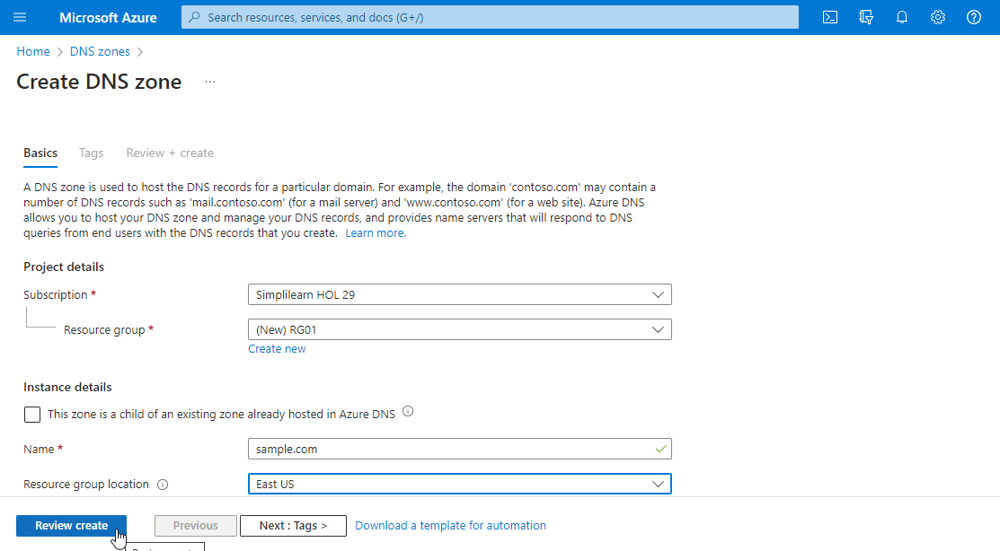 Microsoft Azure
Search resources, services, and docs (G+/)
Home > DNS zones >
Create DNS zone ...
Basics Tags Review + create
A DNS zone is used to host the DNS records for a particular domain. For example, the domain 'contoso.com' may contain a
number of DNS records such as 'mail.contoso.com' (for a mail server) and 'www.contoso.com' (for a web site). Azure DNS
allows you to host your DNS zone and manage your DNS records, and provides name servers that will respond to DNS
queries from end users with the DNS records that you create. Learn more.
Project details
Subscription * Simplilearn HOL 29
Resource group * (New) RG01
Create new
Instance details
This zone is a child of an existing zone already hosted in Azure DNS
Name * sample.com
Resource group location East US
Review create Previous Next : Tags > Download a template for automation